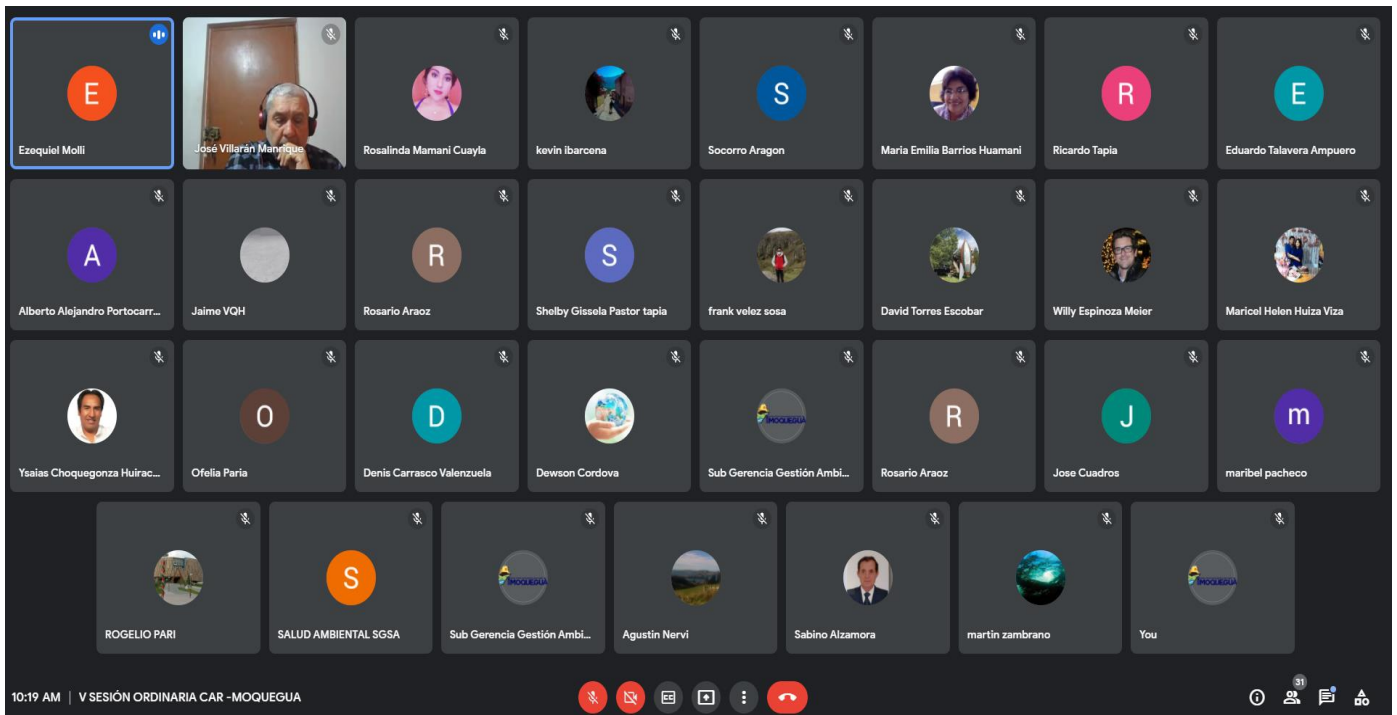 E
Ezequiel Molli
José Villarán Manrique
Rosalinda Mamani Cuayla
kevin ibarcena
S
Socorro Aragon
Maria Emilia Barrios Huamani
R
Ricardo Tapia
E
Eduardo Talavera Ampuero
A
Alberto Alejandro Portocarr...
Jaime VQH
R
Rosario Araoz
S
Shelby Gissela Pastor tapia
frank velez sosa
David Torres Escobar
Willy Espinoza Meier
Maricel Helen Huiza Viza
Ysaias Choquegonza Huirac...
O
Ofelia Paria
D
Denis Carrasco Valenzuela
Dewson Cordova
MOQUEGUA
Sub Gerencia Gestión Ambi...
R
Rosario Araoz
J
Jose Cuadros
m
maribel pacheco
ROGELIO PARI
S
SALUD AMBIENTAL SGSA
MOQUEGUA
Sub Gerencia Gestión Ambi...
Agustin Nervi
Sabino Alzamora
martin zambrano
MOQUEGUA
You
10:19 AM | V SESIÓN ORDINARIA CAR -MOQUEGUA
CC
31